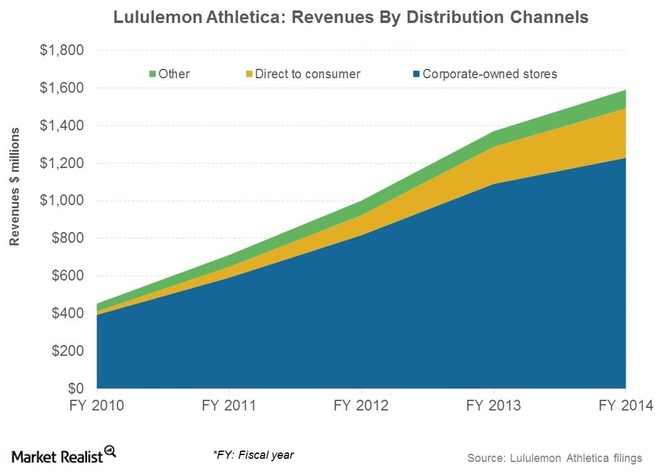 Lululemon Athletica: Revenues By Distribution Channels
$1,800
Other Direct to consumer Corporate-owned stores
$1,600
$1,400
$1,200
$1,000
$800
$600
$400
$200
$0
Revenues $ millions
FY 2010 FY 2011 FY 2012 FY 2013 FY 2014
Market Realist
*FY: Fiscal year
Source: Lululemon Athletica filings